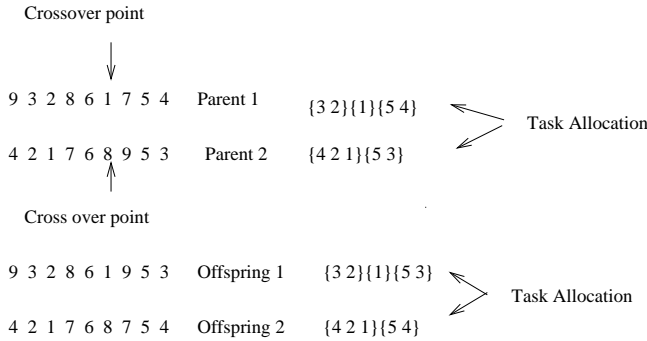 Crossover point
9 3 2 8 6 1 7 5 4 Parent 1 {3 2}{1}{5 4}
Task Allocation
4 2 1 7 6 8 9 5 3 Parent 2 {4 2 1}{5 3}
Cross over point
9 3 2 8 6 1 9 5 3 Offspring 1 {3 2}{1}{5 3}
Task Allocation
4 2 1 7 6 8 7 5 4 Offspring 2 {4 2 1}{5 4}